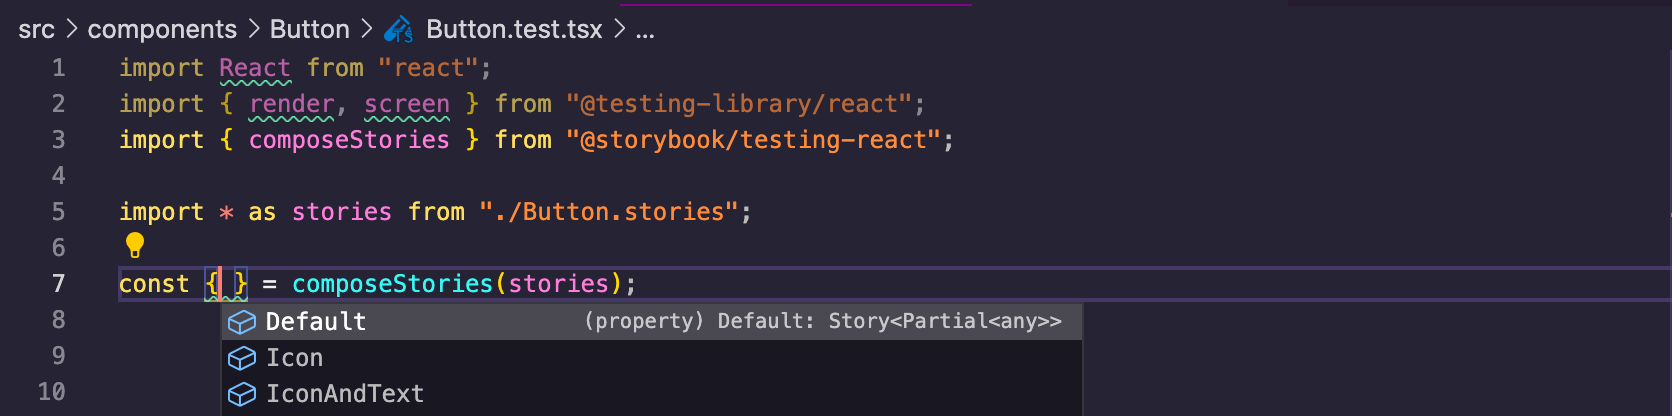 src > components > Button > TS Button.test.tsx > ...
1 import React from "react";
2 import { render, screen } from "@testing-library/react";
3 import { composeStories } from "@storybook/testing-react";
4
5 import * as stories from "./Button.stories";
6
7 const { } = composeStories(stories);
8 Default (property) Default: Story<Partial<any>>
9 Icon
10 IconAndText